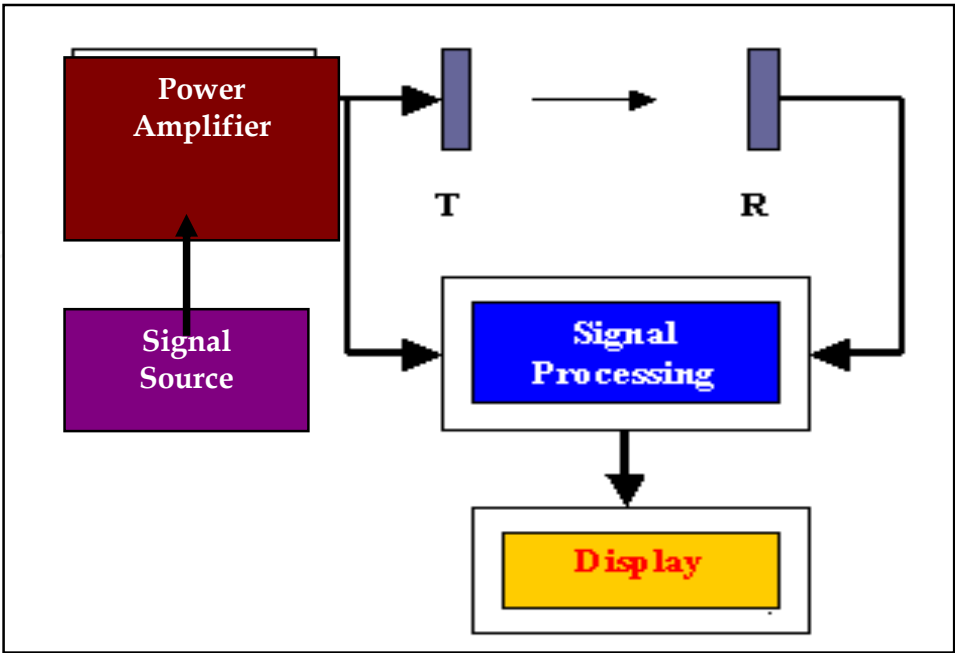 Power
Amplifier
T
R
Signal
Source
Signal
Processing
Display